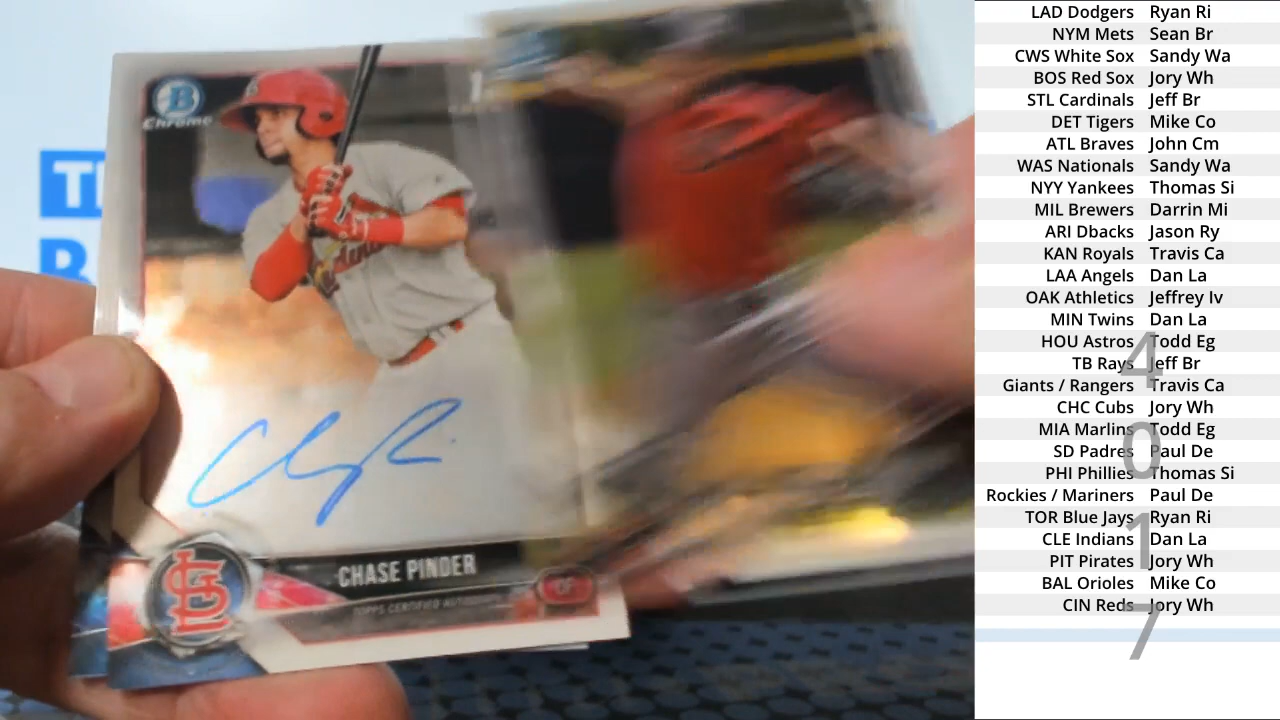 B
Chrome
T
B
CHASE PINDER
TOPPS CERTIFIED AUTOGRAPH
CF
LAD Dodgers Ryan Ri
NYM Mets Sean Br
CWS White Sox Sandy Wa
BOS Red Sox Jory Wh
STL Cardinals Jeff Br
DET Tigers Mike Co
ATL Braves John Cm
WAS Nationals Sandy Wa
NYY Yankees Thomas Si
MIL Brewers Darrin Mi
ARI Dbacks Jason Ry
KAN Royals Travis Ca
LAA Angels Dan La
OAK Athletics Jeffrey Iv
MIN Twins Dan La
HOU Astros Todd Eg
TB Rays Jeff Br
Giants / Rangers Travis Ca
CHC Cubs Jory Wh
MIA Marlins Todd Eg
SD Padres Paul De
PHI Phillies Thomas Si
Rockies / Mariners Paul De
TOR Blue Jays Ryan Ri
CLE Indians Dan La
PIT Pirates Jory Wh
BAL Orioles Mike Co
CIN Reds Jory Wh
4
0
1
7